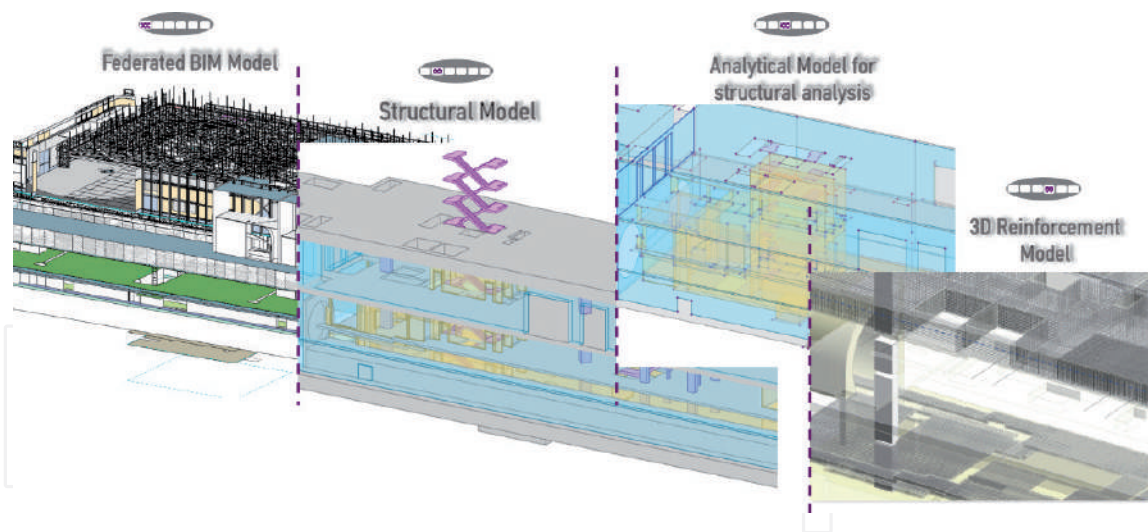 Federated BIM Model
Structural Model
Analytical Model for
structural analysis
3D Reinforcement
Model